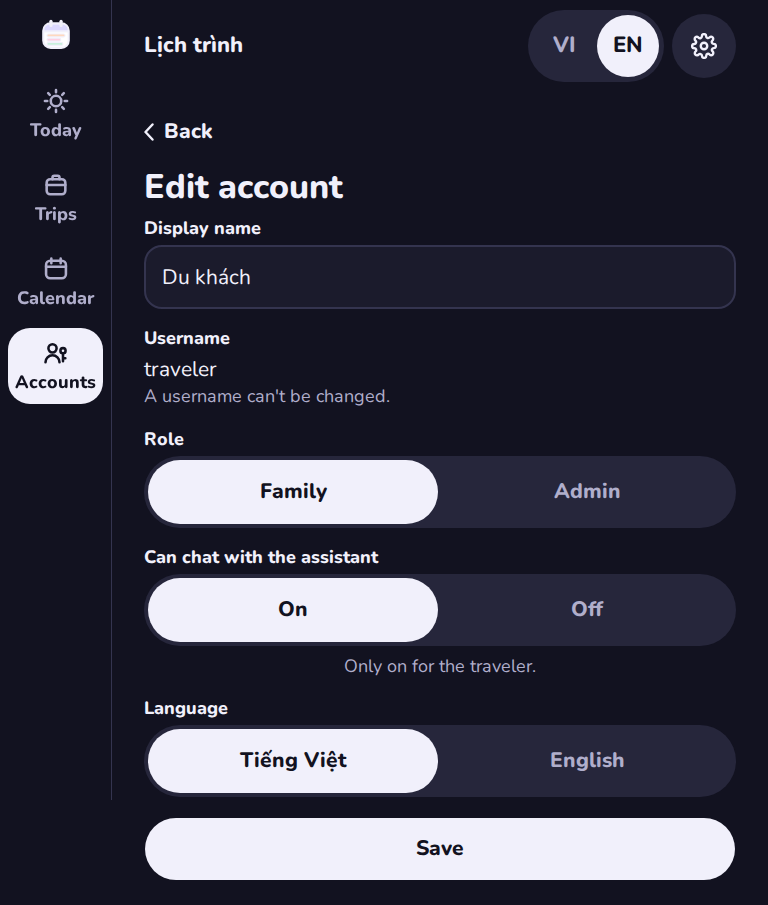 Lịch trình
VI
EN
Today
Trips
Calendar
Accounts
Back
Edit account
Display name
Du khách
Username
traveler
A username can't be changed.
Role
Family
Admin
Can chat with the assistant
On
Off
Only on for the traveler.
Language
Tiếng Việt
English
Save